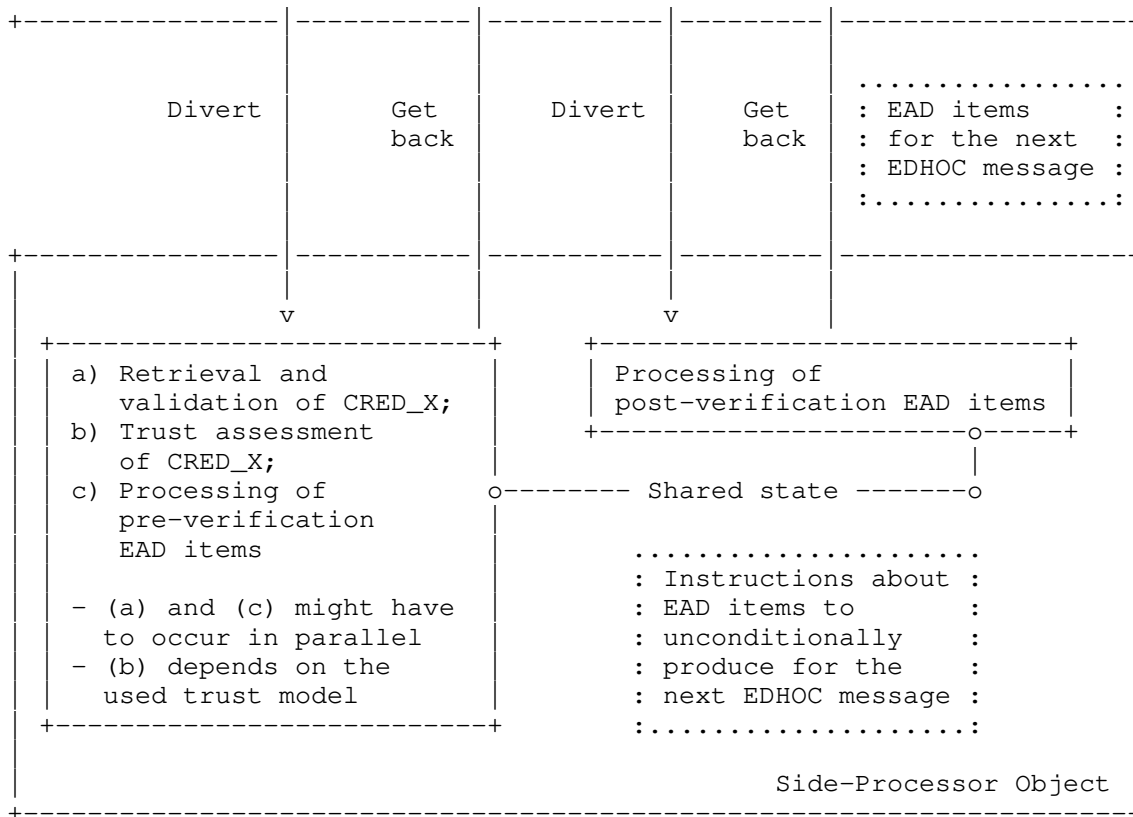 Divert Get Divert Get : EAD items :
back back : for the next :
: EDHOC message :
a) Retrieval and Processing of
validation of CRED_X; post-verification EAD items
b) Trust assessment
of CRED_X;
c) Processing of Shared state
pre-verification
EAD items
: Instructions about :
- (a) and (c) might have : EAD items to :
to occur in parallel : unconditionally :
- (b) depends on the : produce for the :
used trust model : next EDHOC message :
Side-Processor Object